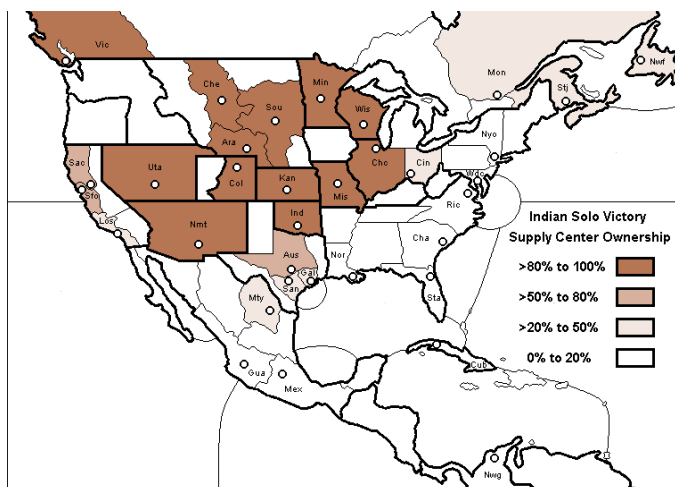 Vic
Nwf
Mon
Che
Min
Stj
Sou
Wis
Ara
Nyo
Sac
Uta
Col
Chc
Cin
Wdc
Sfo
Kan
Mis
Ric
Los
Nmt
Ind
Cha
Aus
Nor
Gal
San
Sta
Mty
Gua
Mex
Cub
Nwg
Indian Solo Victory
Supply Center Ownership
>80% to 100%
>50% to 80%
>20% to 50%
0% to 20%